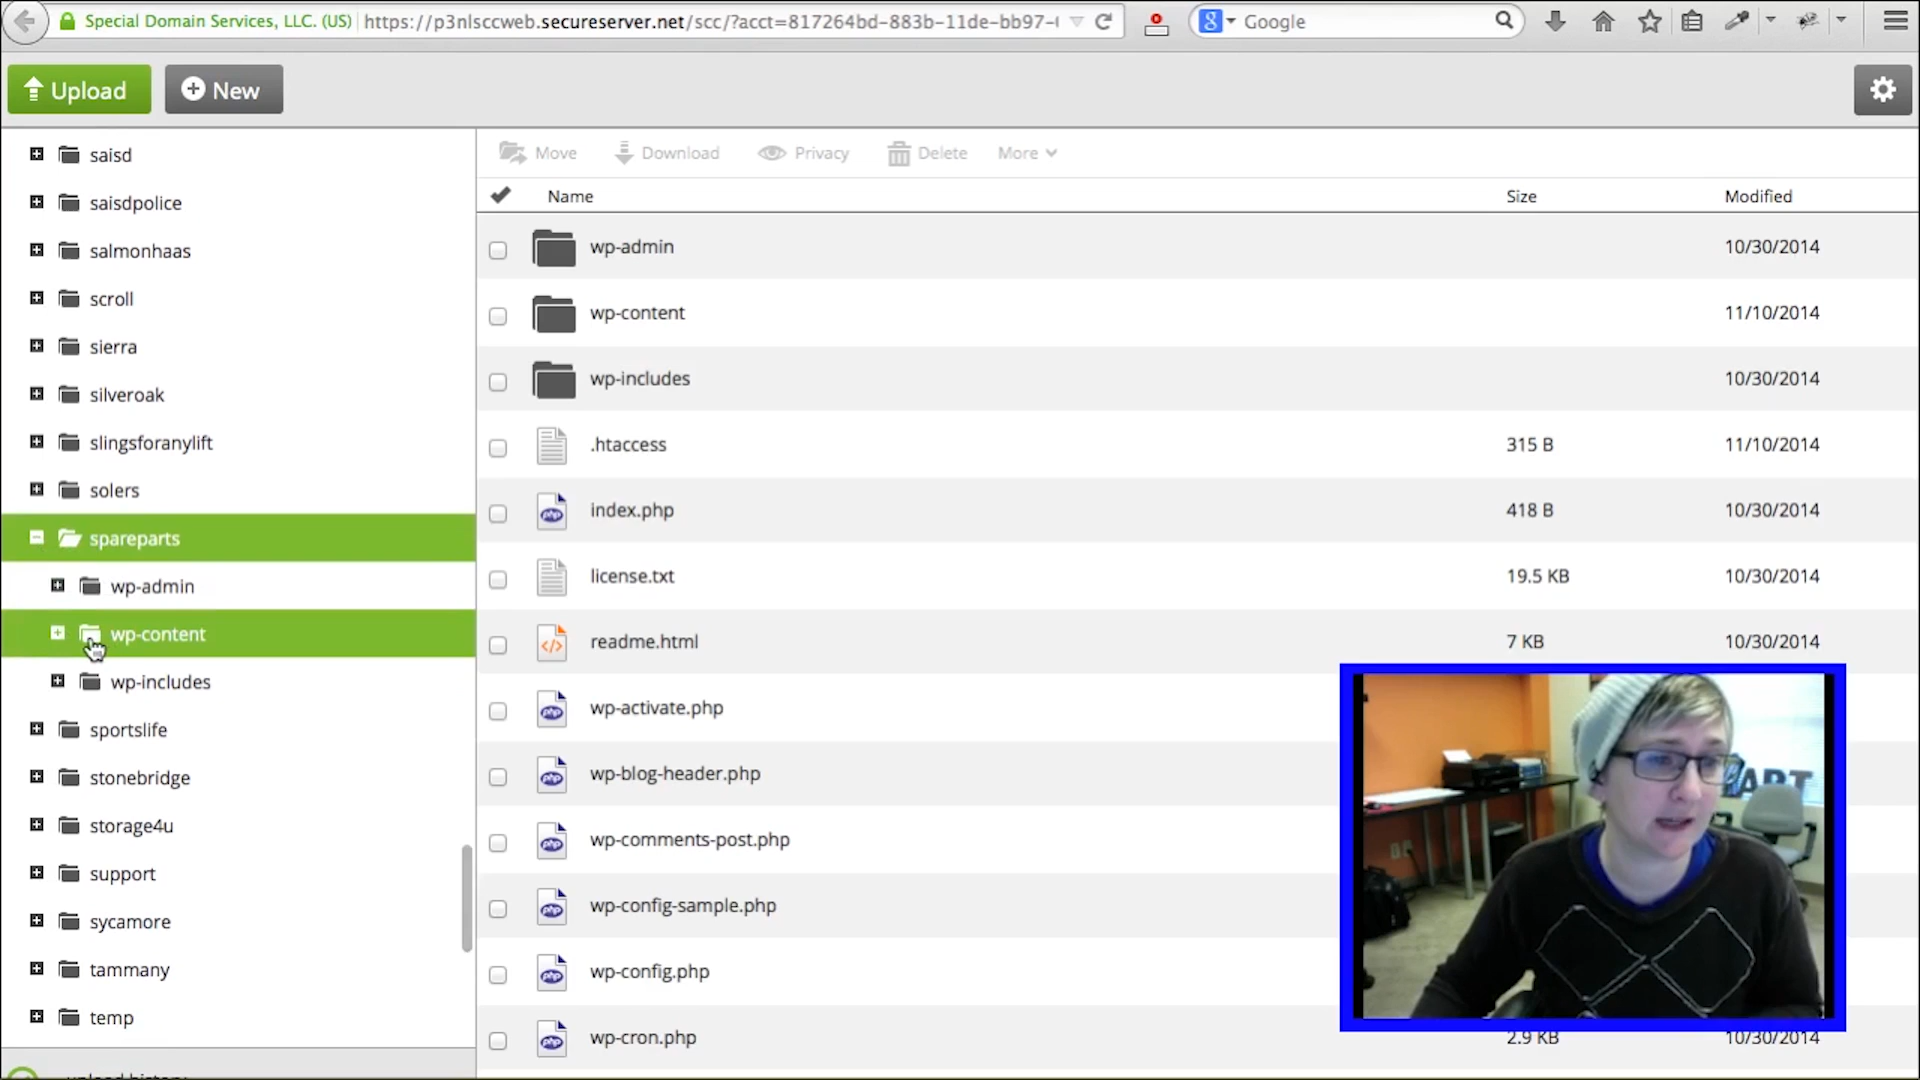 Special Domain Services, LLC. (US)
https://p3nlsccweb.secureserver.net/scc/?acct=817264bd-883b-11de-bb97-
Google
Upload
New
saisd
saisdpolice
salmonhaas
scroll
sierra
silveroak
slingsforanylift
solers
spareparts
wp-admin
wp-content
wp-includes
sportslife
stonebridge
storage4u
support
sycamore
tammany
temp
upload history
Move Download Privacy Delete More
Name Size Modified
wp-admin 10/30/2014
wp-content 11/10/2014
wp-includes 10/30/2014
.htaccess 315 B 11/10/2014
index.php 418 B 10/30/2014
license.txt 19.5 KB 10/30/2014
readme.html 7 KB 10/30/2014
wp-activate.php
wp-blog-header.php
wp-comments-post.php
wp-config-sample.php
wp-config.php
wp-cron.php 2.9 KB 10/30/2014